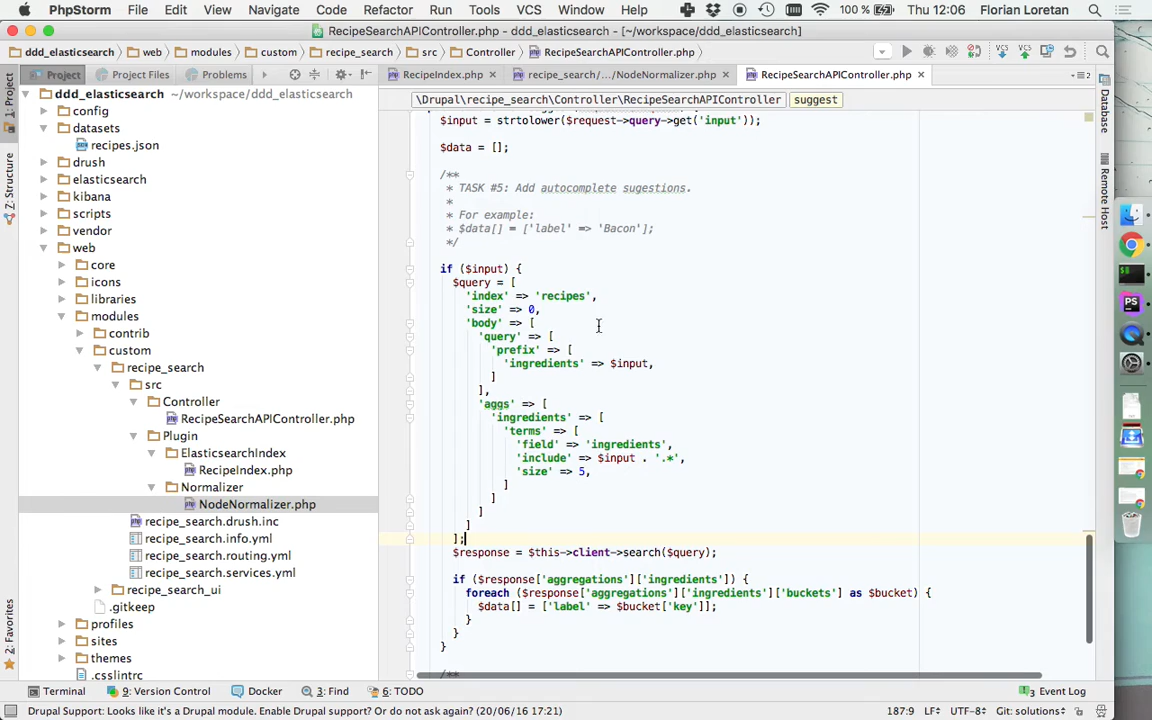 PhpStorm File Edit View Navigate Code Refactor Run Tools VCS Window Help 100 % Thu 12:06 Florian Loretan
RecipeSearchAPIController.php - ddd_elasticsearch - [~/workspace/ddd_elasticsearch]
ddd_elasticsearch web modules custom recipe_search src Controller RecipeSearchAPIController.php
Project Project Files Problems RecipeIndex.php recipe_search/.../NodeNormalizer.php RecipeSearchAPIController.php
\Drupal\recipe_search\Controller\RecipeSearchAPIController suggest
1: Project
Z: Structure
2: Favorites
Database
Remote Host
ddd_elasticsearch ~/workspace/ddd_elasticsearch
config
datasets
recipes.json
drush
elasticsearch
kibana
scripts
vendor
web
core
icons
libraries
modules
contrib
custom
recipe_search
src
Controller
RecipeSearchAPIController.php
Plugin
ElasticsearchIndex
RecipeIndex.php
Normalizer
NodeNormalizer.php
recipe_search.drush.inc
recipe_search.info.yml
recipe_search.routing.yml
recipe_search.services.yml
recipe_search_ui
.gitkeep
profiles
sites
themes
.csslintrc
$input = strtolower($request->query->get('input'));
$data = [];
/**
* TASK #5: Add autocomplete sugestions.
*
* For example:
* $data[] = ['label' => 'Bacon'];
*/
if ($input) {
$query = [
'index' => 'recipes',
'size' => 0,
'body' => [
'query' => [
'prefix' => [
'ingredients' => $input,
]
],
'aggs' => [
'ingredients' => [
'terms' => [
'field' => 'ingredients',
'include' => $input . '.*',
'size' => 5,
]
]
]
]
];
$response = $this->client->search($query);
if ($response['aggregations']['ingredients']) {
foreach ($response['aggregations']['ingredients']['buckets'] as $bucket) {
$data[] = ['label' => $bucket['key']];
}
}
}
/**
Terminal 9: Version Control Docker 3: Find 6: TODO 3 Event Log
Drupal Support: Looks like it's a Drupal module. Enable Drupal support? Or do not ask again? (20/06/16 17:21) 187:9 LF÷ UTF-8÷ Git: solutions÷